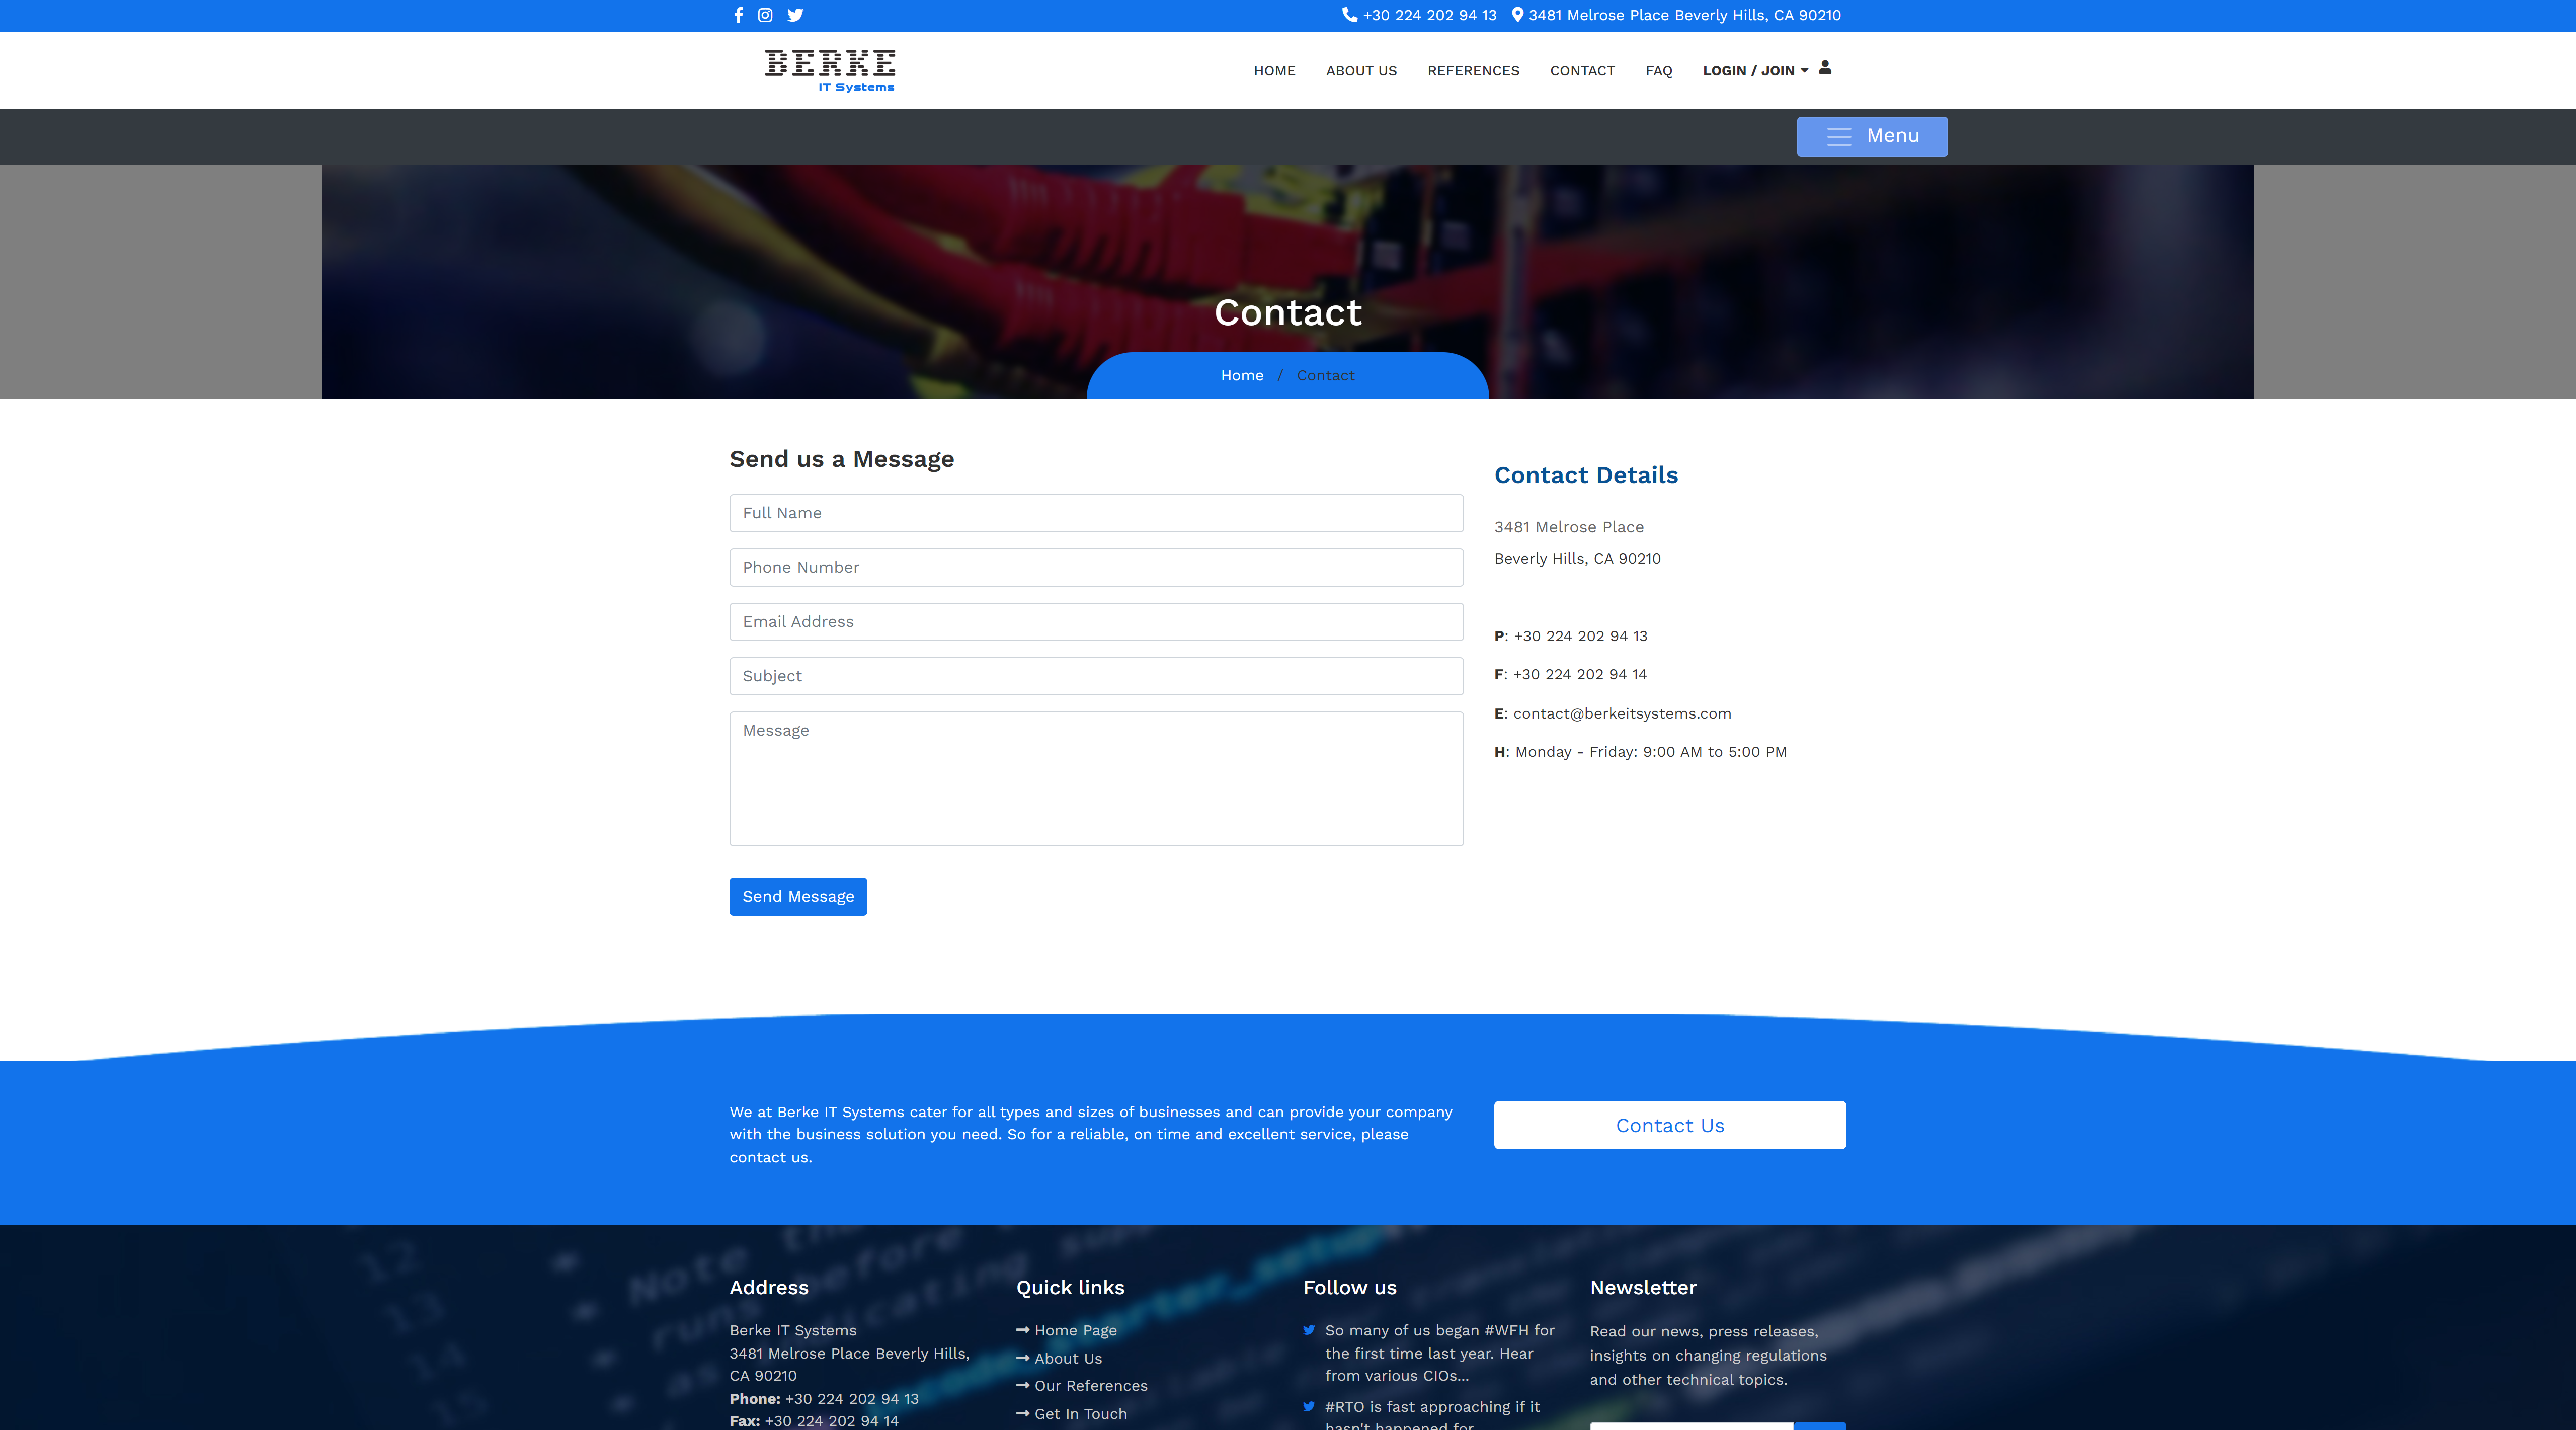 +30 224 202 94 13 3481 Melrose Place Beverly Hills, CA 90210
BERKE
IT Systems
HOME ABOUT US REFERENCES CONTACT FAQ LOGIN / JOIN
Menu
Contact
Home / Contact
Send us a Message
Full Name
Phone Number
Email Address
Subject
Message
Send Message
Contact Details
3481 Melrose Place
Beverly Hills, CA 90210
P: +30 224 202 94 13
F: +30 224 202 94 14
E: contact@berkeitsystems.com
H: Monday - Friday: 9:00 AM to 5:00 PM
We at Berke IT Systems cater for all types and sizes of businesses and can provide your company
with the business solution you need. So for a reliable, on time and excellent service, please
contact us.
Contact Us
Address
Berke IT Systems
3481 Melrose Place Beverly Hills,
CA 90210
Phone: +30 224 202 94 13
Fax: +30 224 202 94 14
Quick links
Home Page
About Us
Our References
Get In Touch
Follow us
So many of us began #WFH for
the first time last year. Hear
from various CIOs...
#RTO is fast approaching if it
hasn't happened for
Newsletter
Read our news, press releases,
insights on changing regulations
and other technical topics.